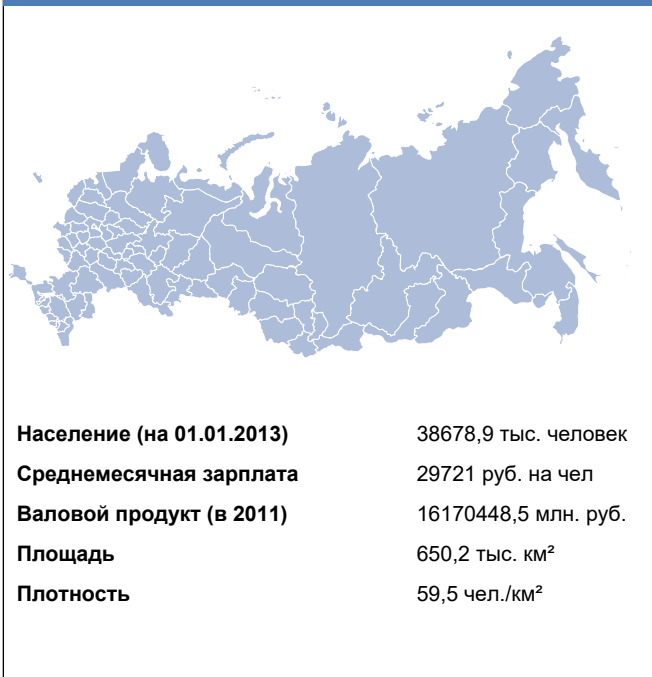 Население (на 01.01.2013) 38678,9 тыс. человек
Среднемесячная зарплата 29721 руб. на чел
Валовой продукт (в 2011) 16170448,5 млн. руб.
Площадь 650,2 тыс. км²
Плотность 59,5 чел./км²